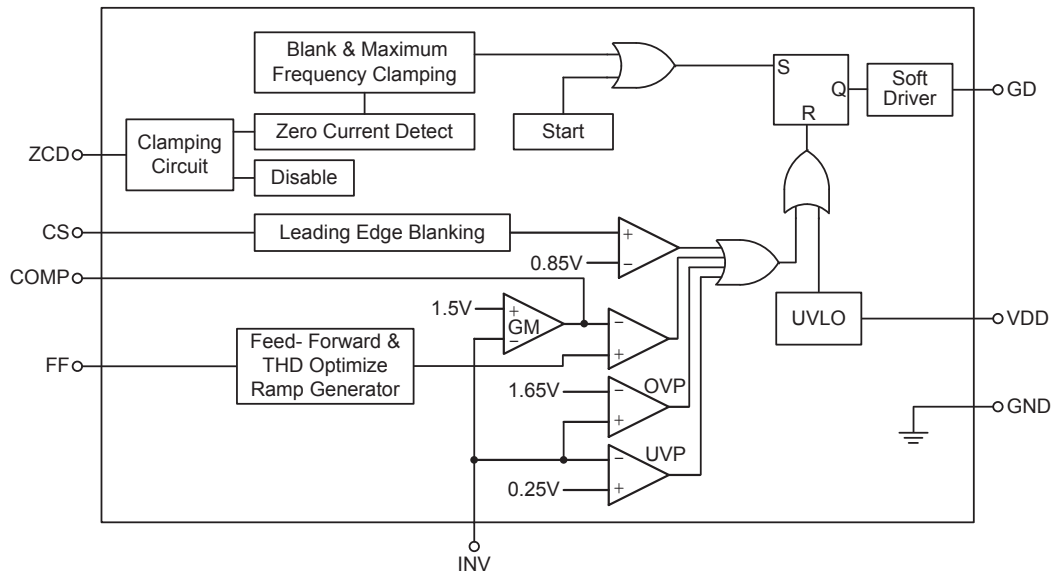 Blank & Maximum
Frequency Clamping
S
Q
R
Soft
Driver
GD
Zero Current Detect
Start
ZCD
Clamping
Circuit
Disable
CS
Leading Edge Blanking
+
−
0.85V
COMP
1.5V
+
GM
−
−
+
UVLO
VDD
FF
Feed- Forward &
THD Optimize
Ramp Generator
1.65V
−
+
OVP
GND
UVP
−
+
0.25V
INV